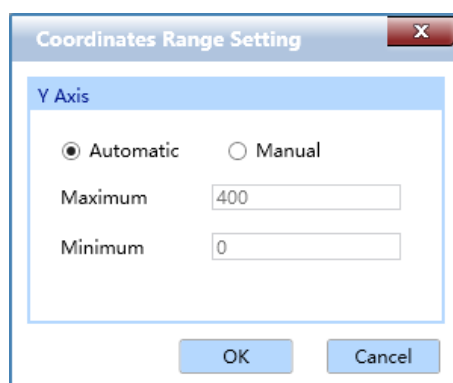 Coordinates Range Setting x
Y Axis
Automatic Manual
Maximum 400
Minimum 0
OK Cancel